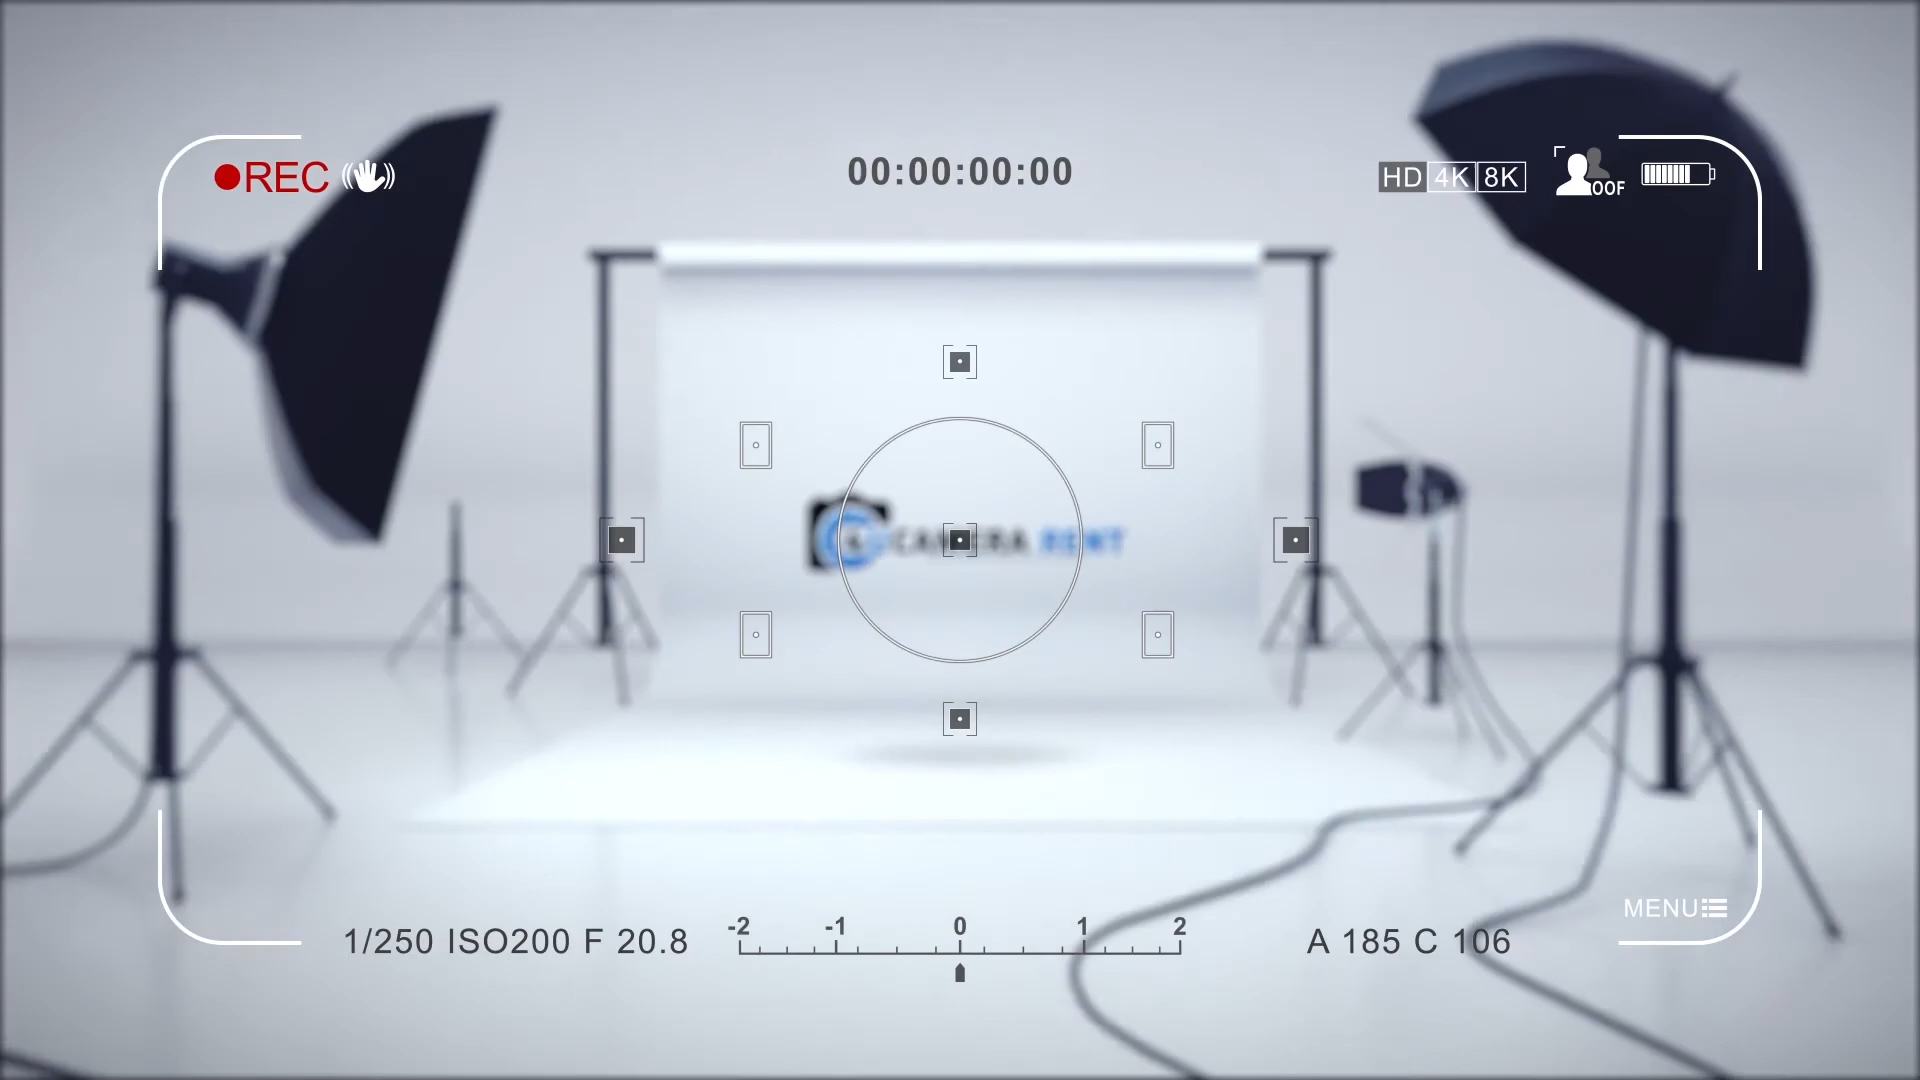 REC
00:00:00:00
HD 4K 8K
OOF
CAMERA RENT
MENU
-2 -1 0 1 2
1/250 ISO200 F 20.8
A 185 C 106